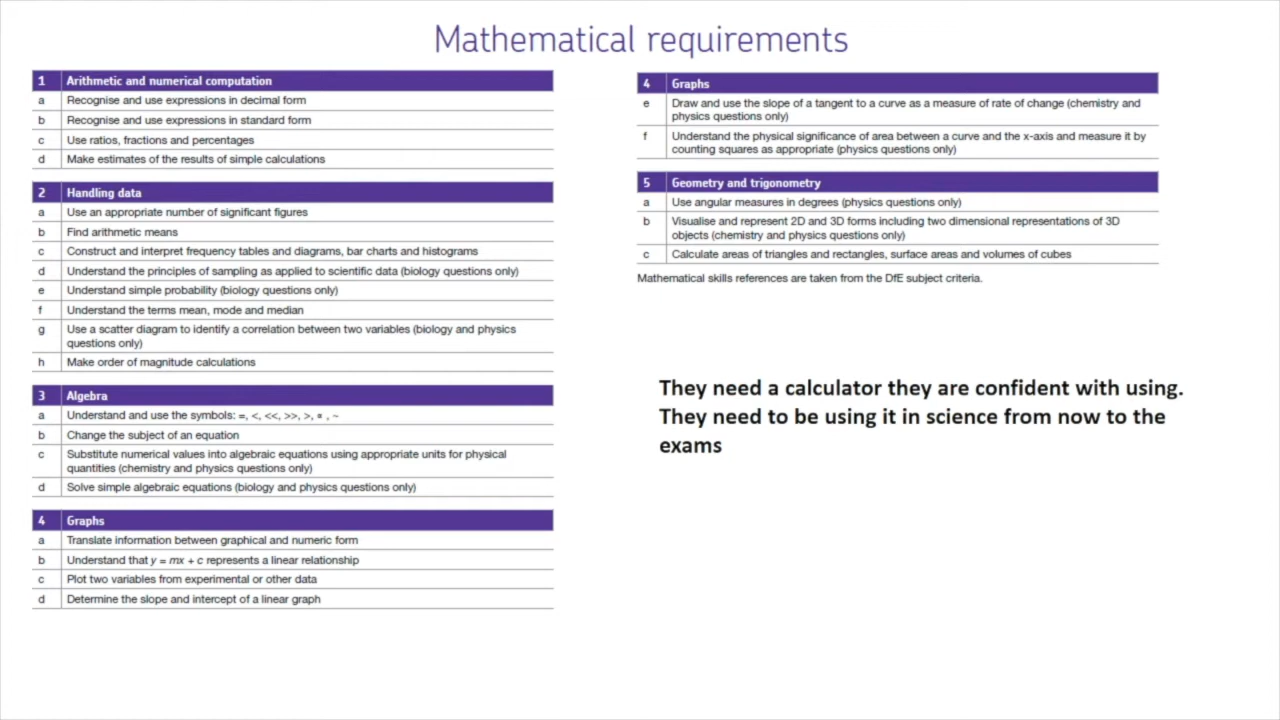 Mathematical requirements
1 Arithmetic and numerical computation
a Recognise and use expressions in decimal form
b Recognise and use expressions in standard form
c Use ratios, fractions and percentages
d Make estimates of the results of simple calculations
2 Handling data
a Use an appropriate number of significant figures
b Find arithmetic means
c Construct and interpret frequency tables and diagrams, bar charts and histograms
d Understand the principles of sampling as applied to scientific data (biology questions only)
e Understand simple probability (biology questions only)
f Understand the terms mean, mode and median
g Use a scatter diagram to identify a correlation between two variables (biology and physics
questions only)
h Make order of magnitude calculations
3 Algebra
a Understand and use the symbols: =, <, <<, >>, >, ∝ , ~
b Change the subject of an equation
c Substitute numerical values into algebraic equations using appropriate units for physical
quantities (chemistry and physics questions only)
d Solve simple algebraic equations (biology and physics questions only)
4 Graphs
a Translate information between graphical and numeric form
b Understand that y = mx + c represents a linear relationship
c Plot two variables from experimental or other data
d Determine the slope and intercept of a linear graph
4 Graphs
e Draw and use the slope of a tangent to a curve as a measure of rate of change (chemistry and
physics questions only)
f Understand the physical significance of area between a curve and the x-axis and measure it by
counting squares as appropriate (physics questions only)
5 Geometry and trigonometry
a Use angular measures in degrees (physics questions only)
b Visualise and represent 2D and 3D forms including two dimensional representations of 3D
objects (chemistry and physics questions only)
c Calculate areas of triangles and rectangles, surface areas and volumes of cubes
Mathematical skills references are taken from the DfE subject criteria.
They need a calculator they are confident with using.
They need to be using it in science from now to the
exams